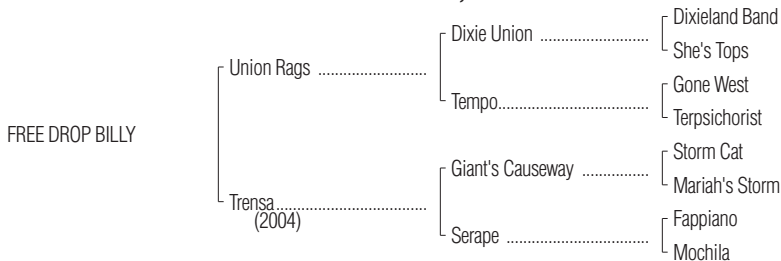 Dixieland Band
Dixie Union ..........................
She's Tops
Union Rags ..........................
Gone West
Tempo....................................
Terpsichorist
FREE DROP BILLY
Storm Cat
Giant's Causeway ................
Mariah's Storm
Trensa....................................
(2004)
Fappiano
Serape ..................................
Mochila